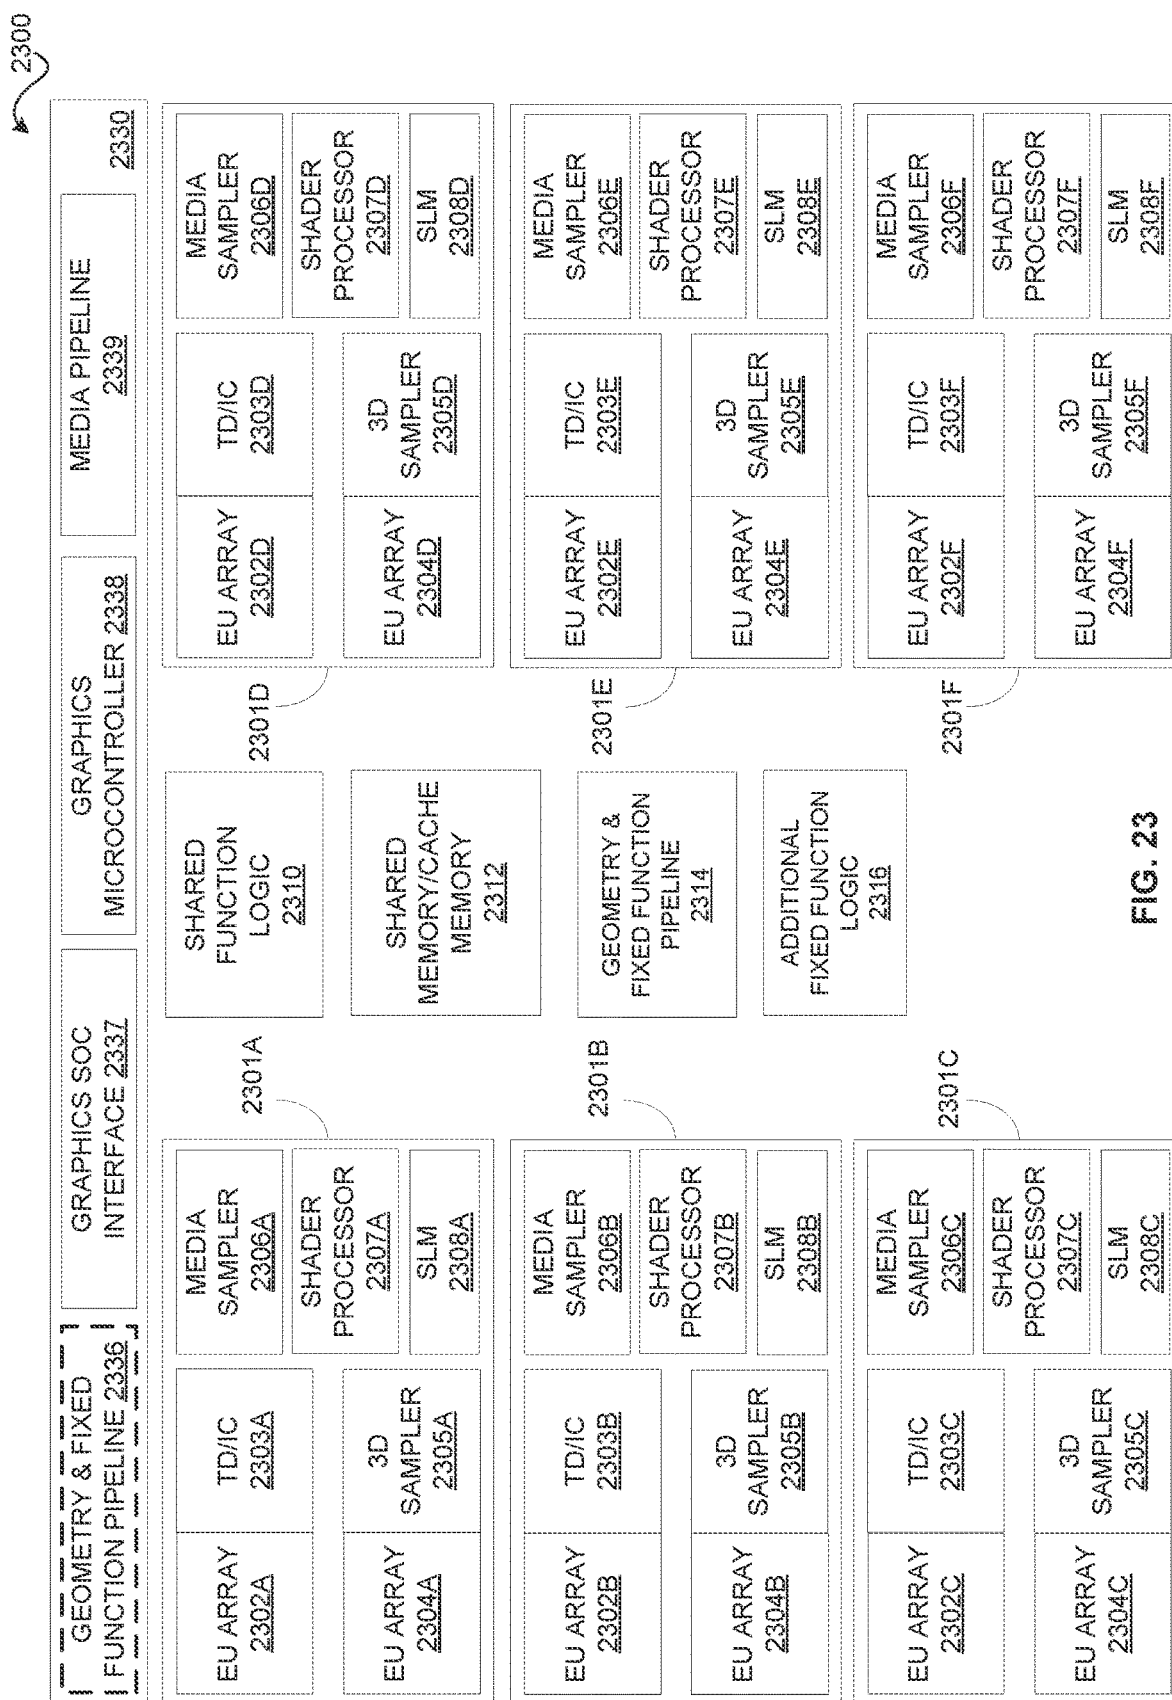 2300
GEOMETRY & FIXED
FUNCTION PIPELINE 2336
GRAPHICS SOC
INTERFACE 2337
GRAPHICS
MICROCONTROLLER 2338
MEDIA PIPELINE
2339
2330
EU ARRAY
2302A
TD/IC
2303A
MEDIA
SAMPLER
2306A
SHADER
PROCESSOR
2307A
EU ARRAY
2304A
3D
SAMPLER
2305A
SLM
2308A
2301A
SHARED
FUNCTION
LOGIC
2310
2301D
EU ARRAY
2302D
TD/IC
2303D
MEDIA
SAMPLER
2306D
SHADER
PROCESSOR
2307D
EU ARRAY
2304D
3D
SAMPLER
2305D
SLM
2308D
SHARED
MEMORY/CACHE
MEMORY
2312
EU ARRAY
2302B
TD/IC
2303B
MEDIA
SAMPLER
2306B
SHADER
PROCESSOR
2307B
EU ARRAY
2304B
3D
SAMPLER
2305B
SLM
2308B
2301B
GEOMETRY &
FIXED FUNCTION
PIPELINE
2314
2301E
EU ARRAY
2302E
TD/IC
2303E
MEDIA
SAMPLER
2306E
SHADER
PROCESSOR
2307E
EU ARRAY
2304E
3D
SAMPLER
2305E
SLM
2308E
ADDITIONAL
FIXED FUNCTION
LOGIC
2316
EU ARRAY
2302C
TD/IC
2303C
MEDIA
SAMPLER
2306C
SHADER
PROCESSOR
2307C
EU ARRAY
2304C
3D
SAMPLER
2305C
SLM
2308C
2301C
2301F
EU ARRAY
2302F
TD/IC
2303F
MEDIA
SAMPLER
2306F
SHADER
PROCESSOR
2307F
EU ARRAY
2304F
3D
SAMPLER
2305F
SLM
2308F
FIG. 23